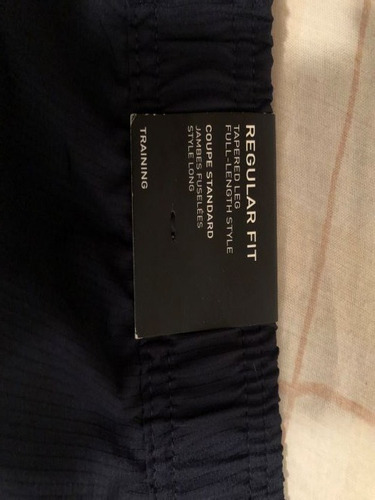 REGULAR FIT
TAPERED LEG
FULL-LENGTH STYLE
COUPE STANDARD
JAMBES FUSELÉES
STYLE LONG
TRAINING